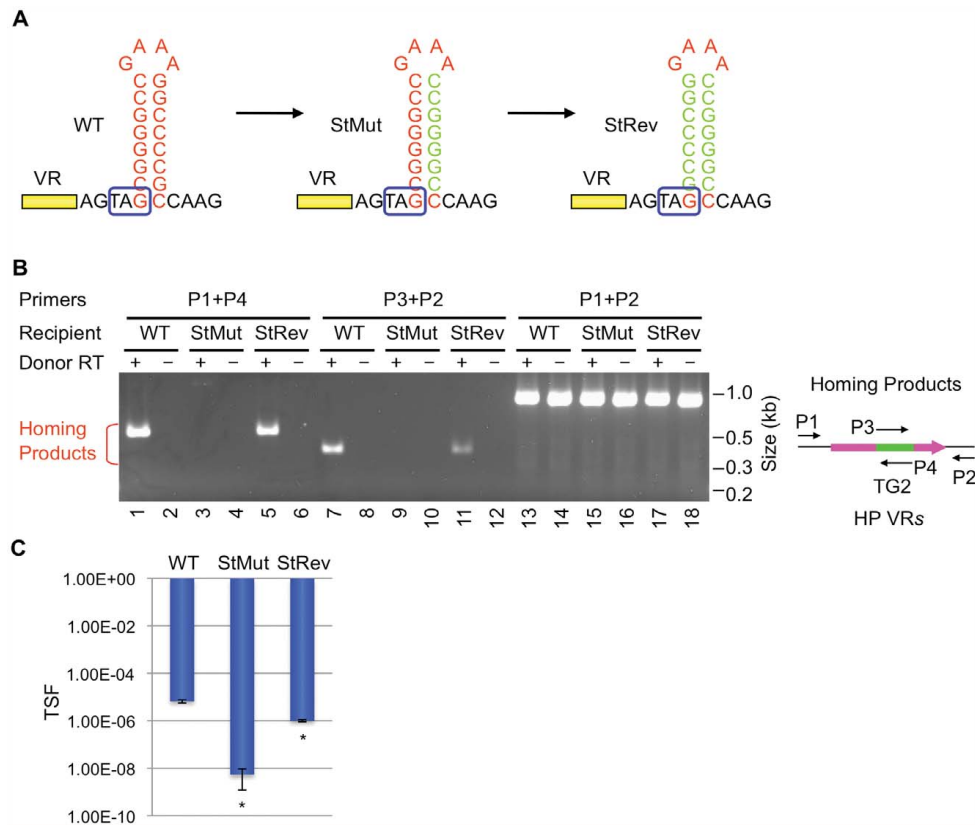 A
A A
G A
C G
C G
G C
G C
G C
G C
C G
WT
VR
AGTAGCCAAG
A A
G A
C C
C C
G G
G G
G G
G G
C C
StMut
VR
AGTAGCCAAG
A A
G A
G C
G C
C G
C G
C G
C G
G C
StRev
VR
AGTAGCCAAG
B
Primers P1+P4 P3+P2 P1+P2
Recipient WT StMut StRev WT StMut StRev WT StMut StRev
Donor RT + – + – + – + – + – + – + – + – + –
Homing Products
–1.0
–0.5
–0.3
–0.2
Size (kb)
1 2 3 4 5 6 7 8 9 10 11 12 13 14 15 16 17 18
Homing Products
P1
P3
P4
P2
TG2
HP VRs
C
WT StMut StRev
1.00E+00
1.00E-02
1.00E-04
1.00E-06
1.00E-08
1.00E-10
TSF
*
*